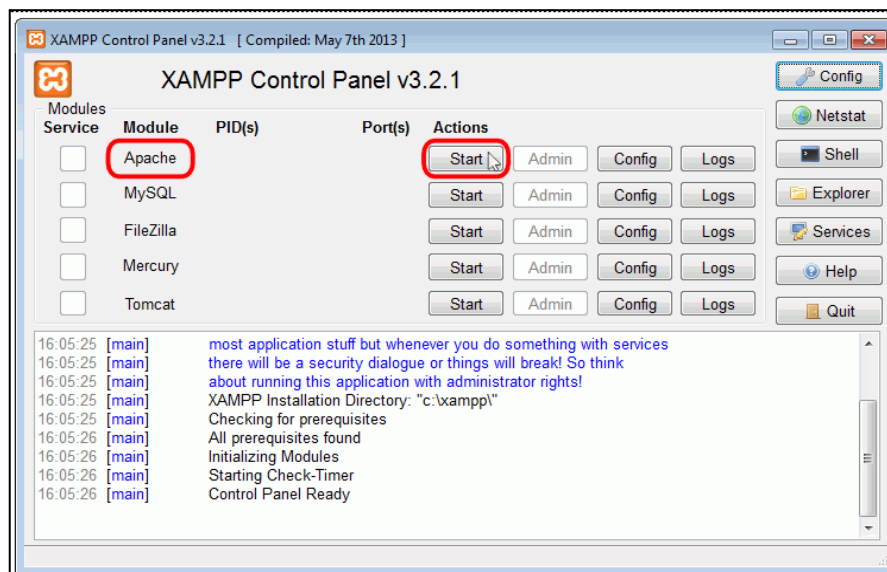 XAMPP Control Panel v3.2.1 [ Compiled: May 7th 2013 ]
XAMPP Control Panel v3.2.1
Config
Modules
Service Module PID(s) Port(s) Actions
Netstat
Apache Start Admin Config Logs
Shell
MySQL Start Admin Config Logs
Explorer
FileZilla Start Admin Config Logs
Services
Mercury Start Admin Config Logs
Help
Tomcat Start Admin Config Logs
Quit
16:05:25 [main] most application stuff but whenever you do something with services
16:05:25 [main] there will be a security dialogue or things will break! So think
16:05:25 [main] about running this application with administrator rights!
16:05:25 [main] XAMPP Installation Directory: "c:\xampp\"
16:05:25 [main] Checking for prerequisites
16:05:26 [main] All prerequisites found
16:05:26 [main] Initializing Modules
16:05:26 [main] Starting Check-Timer
16:05:26 [main] Control Panel Ready